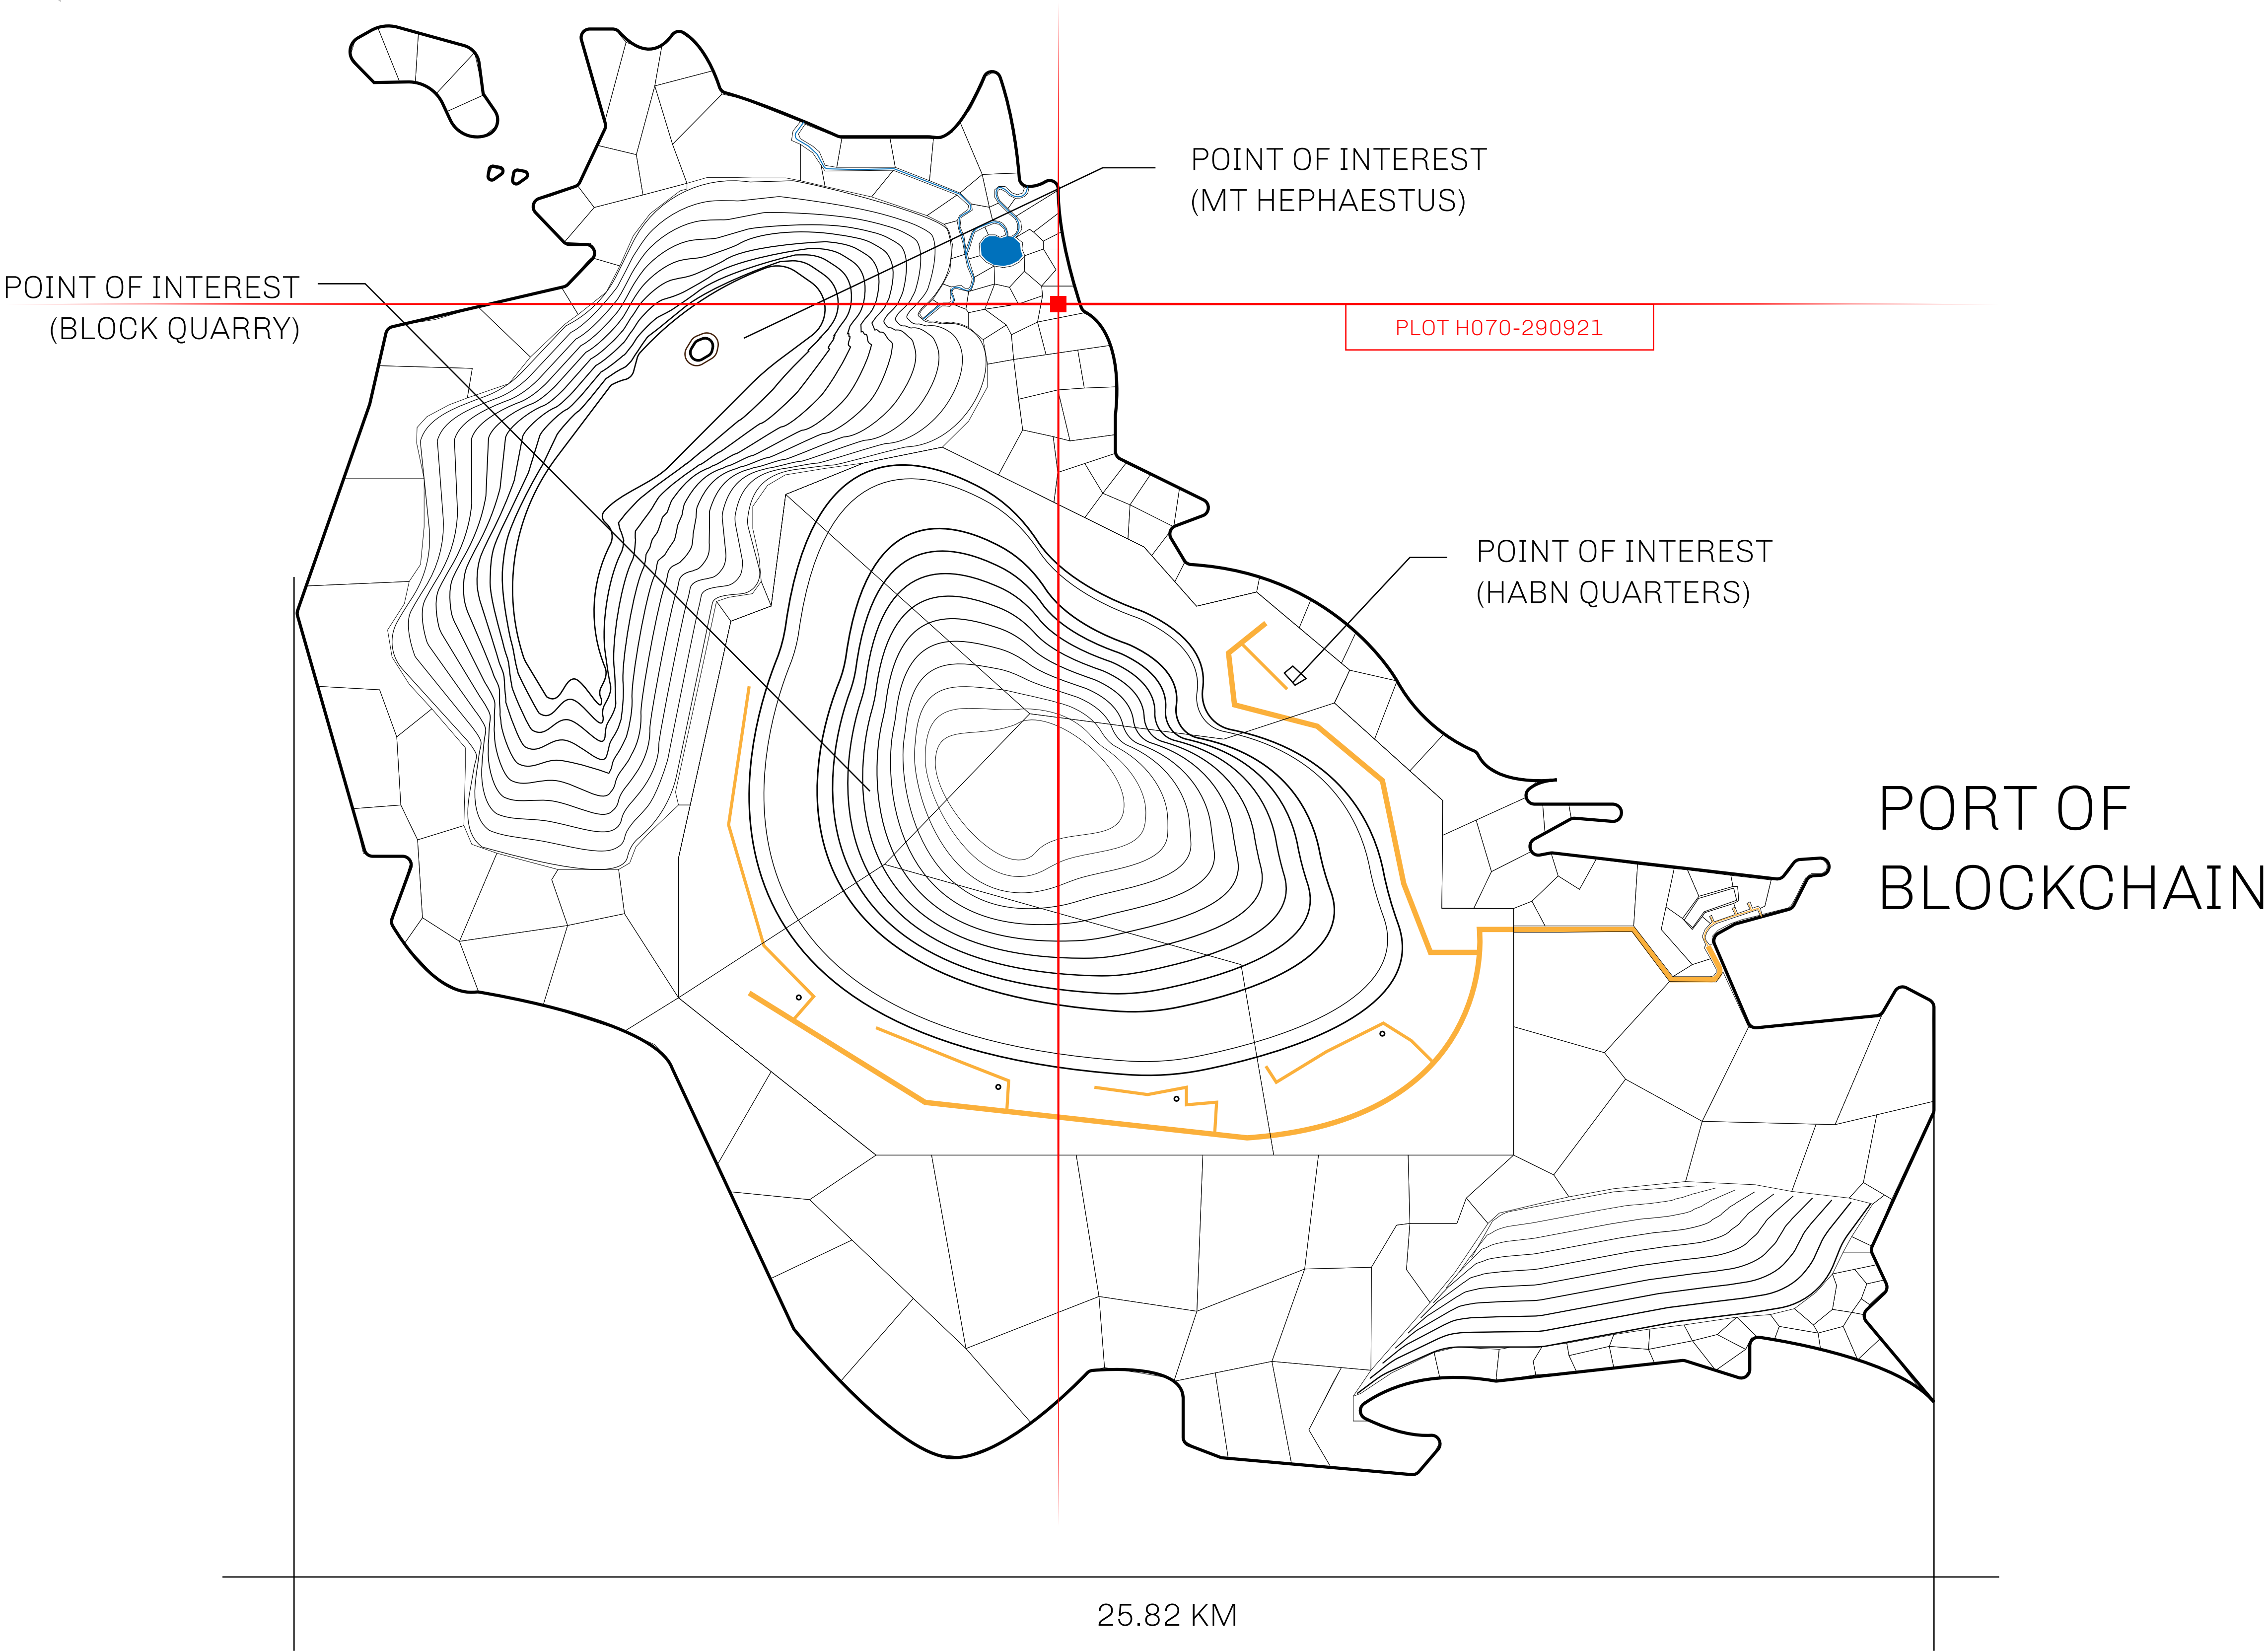 POINT OF INTEREST
(MT HEPHAESTUS)
POINT OF INTEREST
(BLOCK QUARRY)
PLOT H070-290921
POINT OF INTEREST
(HABN QUARTERS)
PORT OF
BLOCKCHAIN
25.82 KM